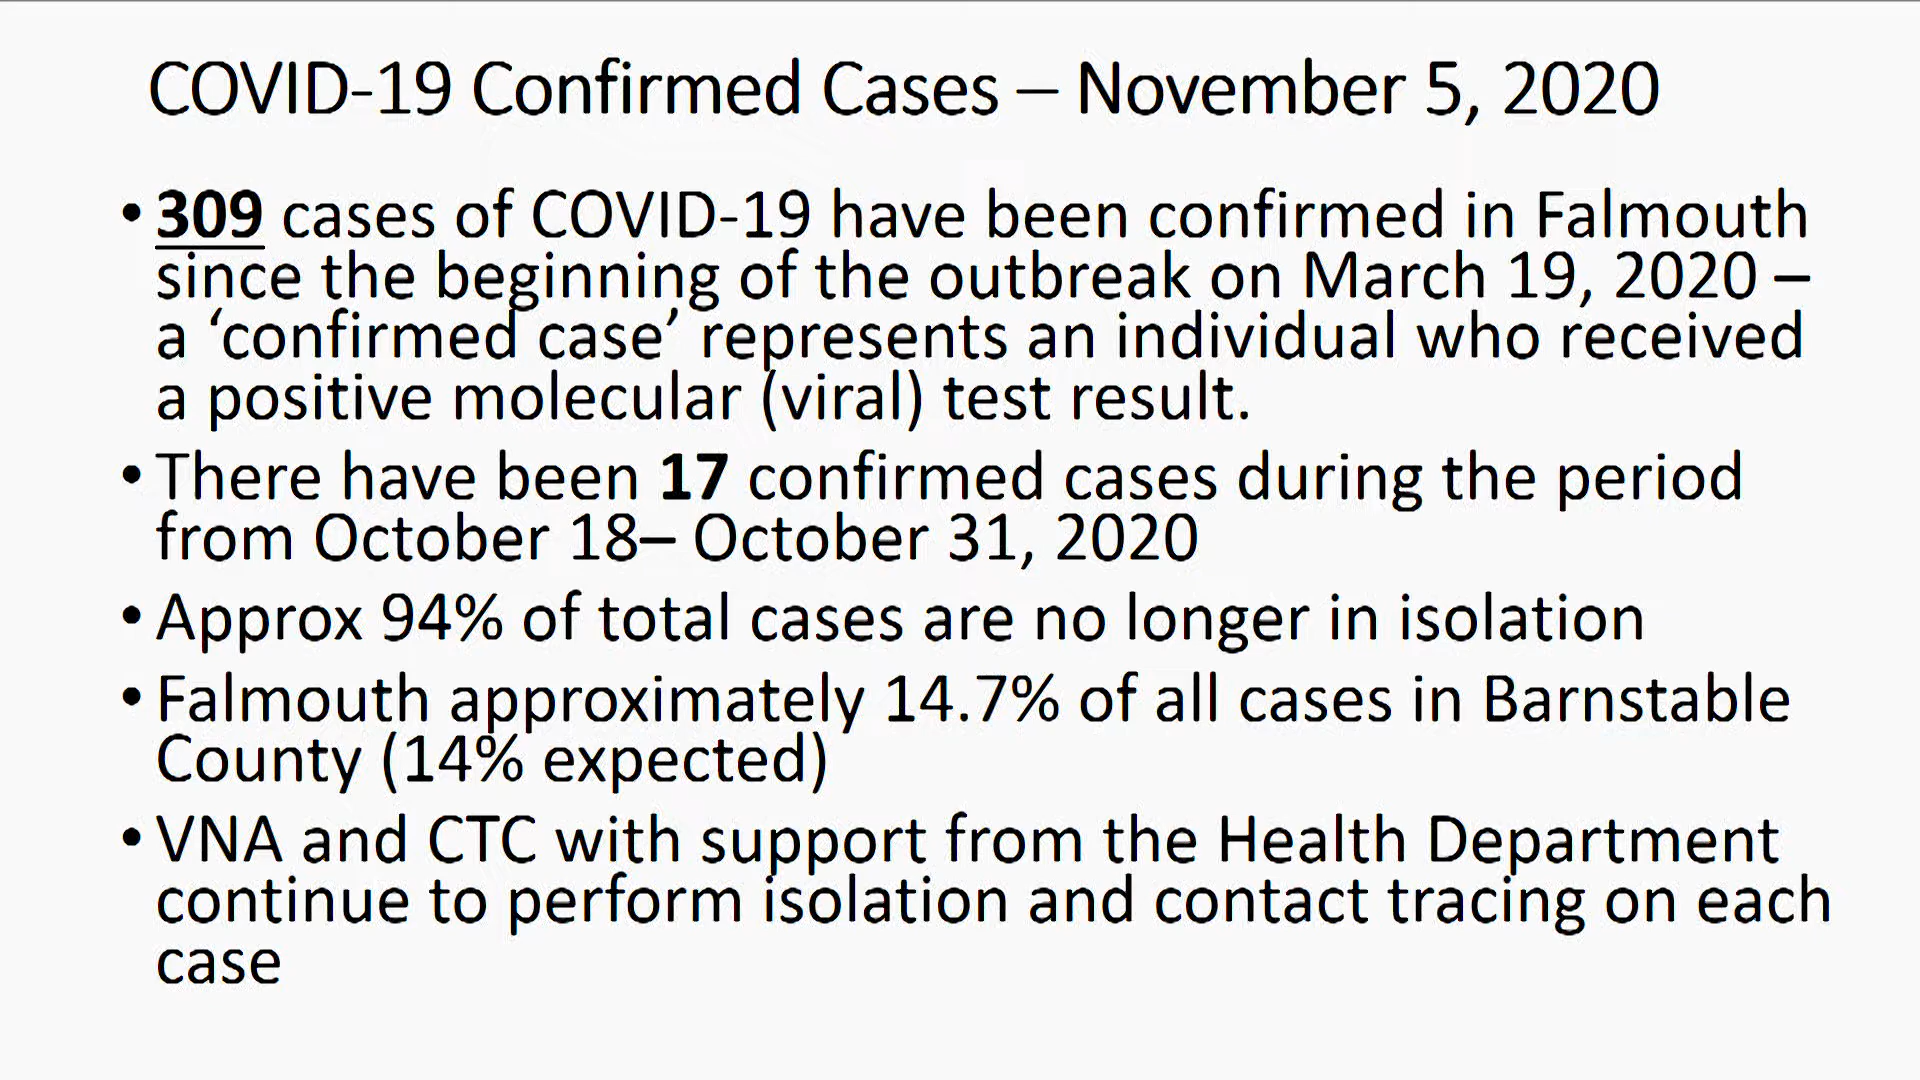 COVID-19 Confirmed Cases – November 5, 2020
• 309 cases of COVID-19 have been confirmed in Falmouth
since the beginning of the outbreak on March 19, 2020 –
a ‘confirmed case’ represents an individual who received
a positive molecular (viral) test result.
• There have been 17 confirmed cases during the period
from October 18– October 31, 2020
• Approx 94% of total cases are no longer in isolation
• Falmouth approximately 14.7% of all cases in Barnstable
County (14% expected)
• VNA and CTC with support from the Health Department
continue to perform isolation and contact tracing on each
case